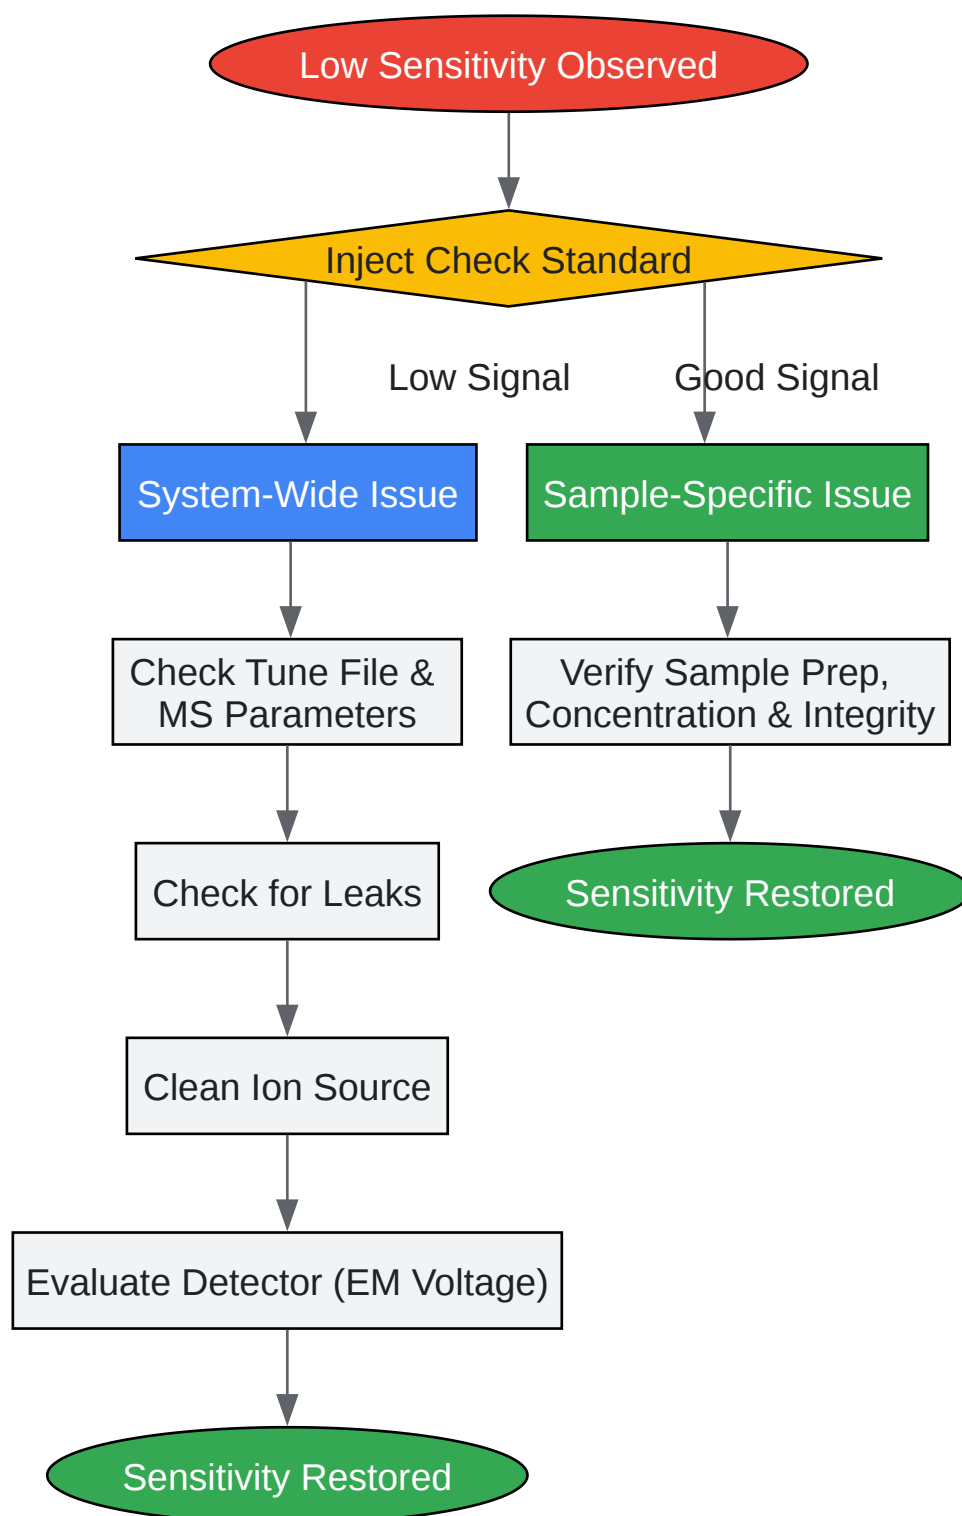 Low Sensitivity Observed
Inject Check Standard
Low Signal
Good Signal
System-Wide Issue
Sample-Specific Issue
Check Tune File &
MS Parameters
Verify Sample Prep,
Concentration & Integrity
Check for Leaks
Sensitivity Restored
Clean Ion Source
Evaluate Detector (EM Voltage)
Sensitivity Restored